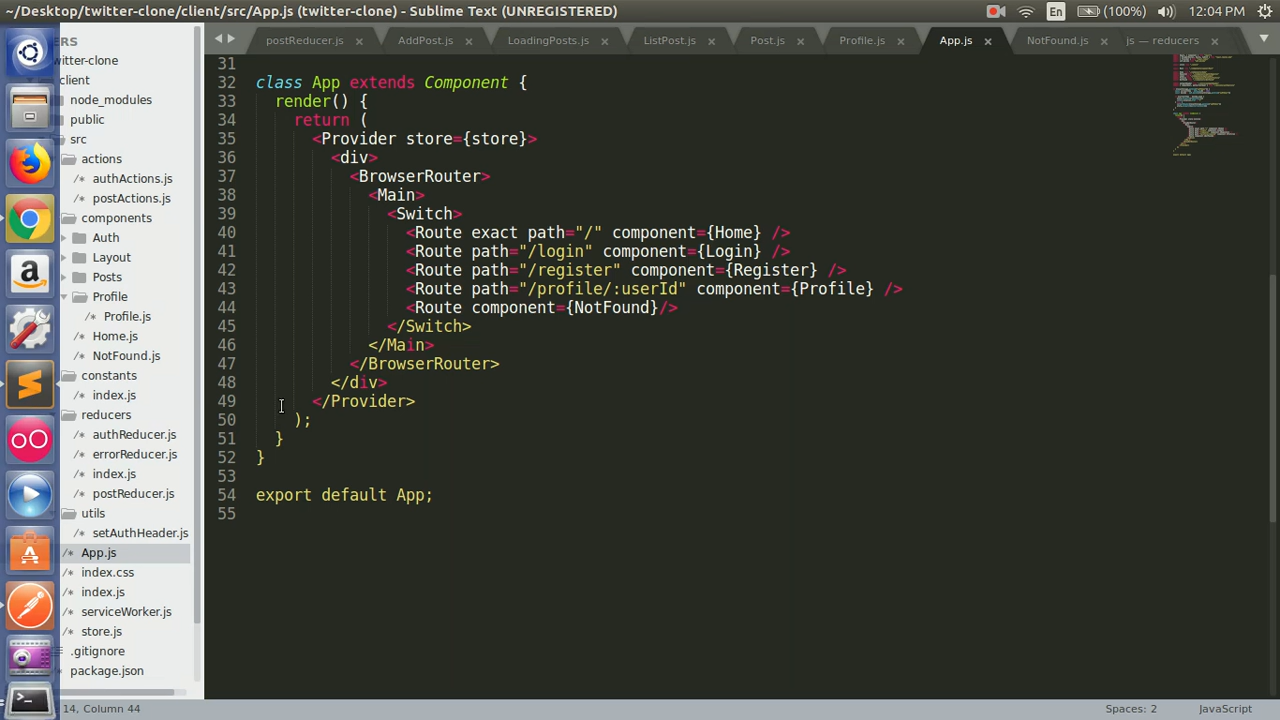 ~/Desktop/twitter-clone/client/src/App.js (twitter-clone) - Sublime Text (UNREGISTERED)
En
(100%)
12:04 PM
ERS
postReducer.js
AddPost.js
LoadingPosts.js
ListPost.js
Post.js
Profile.js
App.js
NotFound.js
js — reducers
witter-clone
client
node_modules
public
src
actions
/* authActions.js
/* postActions.js
components
Auth
Layout
Posts
Profile
/* Profile.js
/* Home.js
/* NotFound.js
constants
/* index.js
reducers
/* authReducer.js
/* errorReducer.js
/* index.js
/* postReducer.js
utils
/* setAuthHeader.js
/* App.js
/* index.css
/* index.js
/* serviceWorker.js
/* store.js
.gitignore
package.json
31
32 class App extends Component {
33 render() {
34 return (
35 <Provider store={store}>
36 <div>
37 <BrowserRouter>
38 <Main>
39 <Switch>
40 <Route exact path="/" component={Home} />
41 <Route path="/login" component={Login} />
42 <Route path="/register" component={Register} />
43 <Route path="/profile/:userId" component={Profile} />
44 <Route component={NotFound}/>
45 </Switch>
46 </Main>
47 </BrowserRouter>
48 </div>
49 </Provider>
50 );
51 }
52 }
53
54 export default App;
55
14, Column 44
Spaces: 2
JavaScript